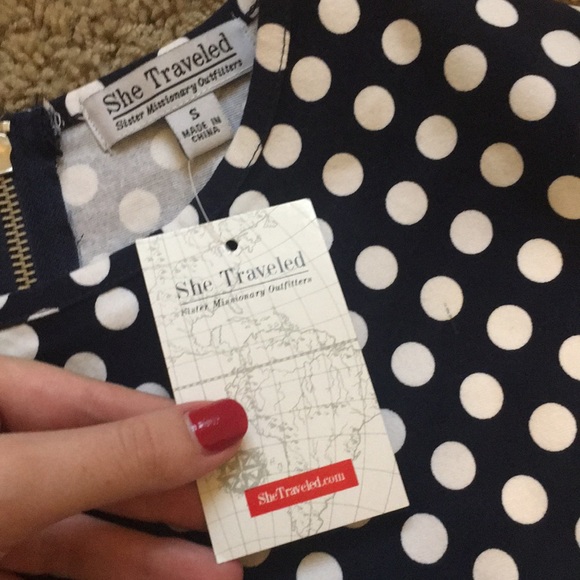 She Traveled
Sister Missionary Outfitters
S
MADE IN
CHINA
She Traveled
Sister Missionary Outfitters
SheTraveled.com